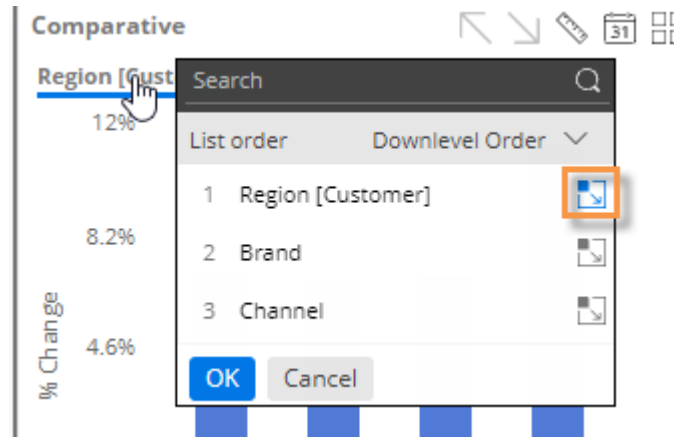 Comparative
31
Region [Cust
Search
12%
List order Downlevel Order
1 Region [Customer]
8.2%
2 Brand
3 Channel
% Change
4.6%
OK Cancel